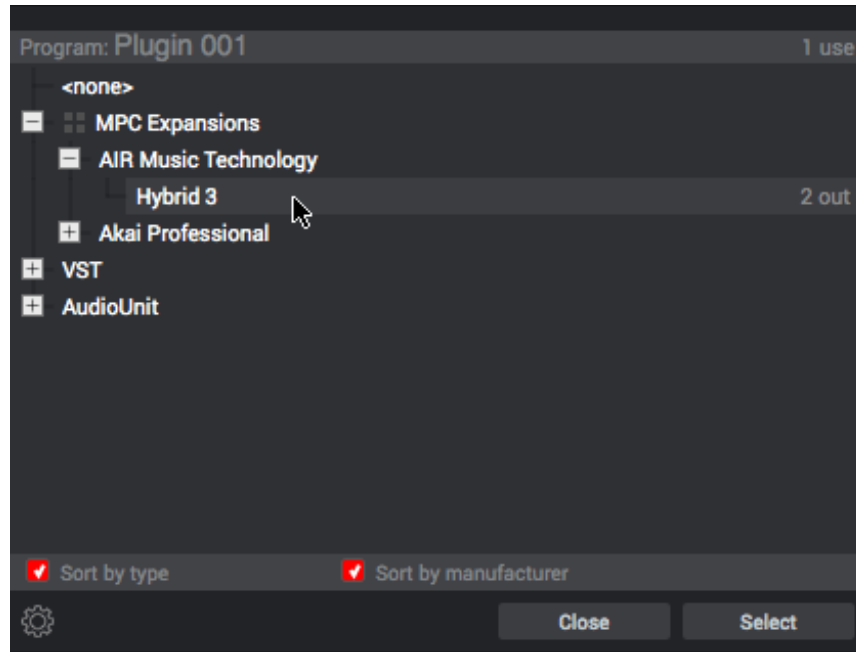 Program: Plugin 001 1 use
<none>
MPC Expansions
AIR Music Technology
Hybrid 3 2 out
Akai Professional
VST
AudioUnit
Sort by type Sort by manufacturer
Close Select